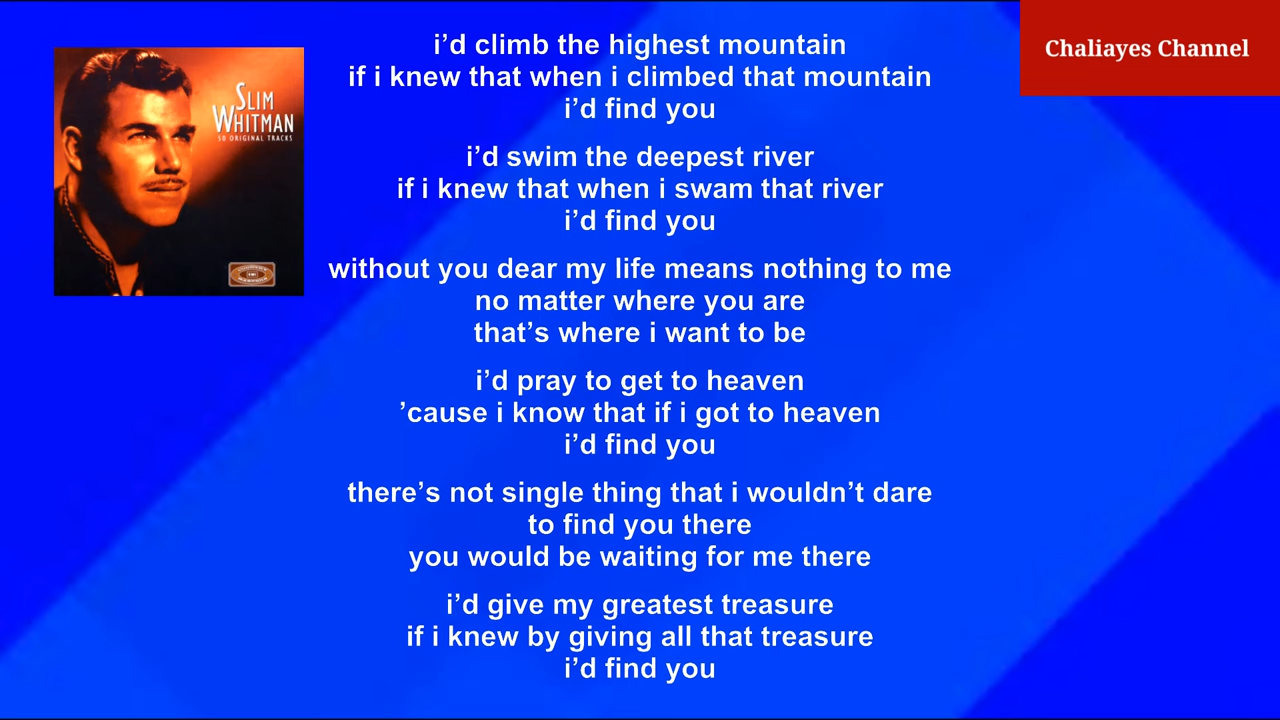 SLIM
WHITMAN
50 ORIGINAL TRACKS
Chaliayes Channel
i’d climb the highest mountain
if i knew that when i climbed that mountain
i’d find you
i’d swim the deepest river
if i knew that when i swam that river
i’d find you
without you dear my life means nothing to me
no matter where you are
that’s where i want to be
i’d pray to get to heaven
’cause i know that if i got to heaven
i’d find you
there’s not single thing that i wouldn’t dare
to find you there
you would be waiting for me there
i’d give my greatest treasure
if i knew by giving all that treasure
i’d find you